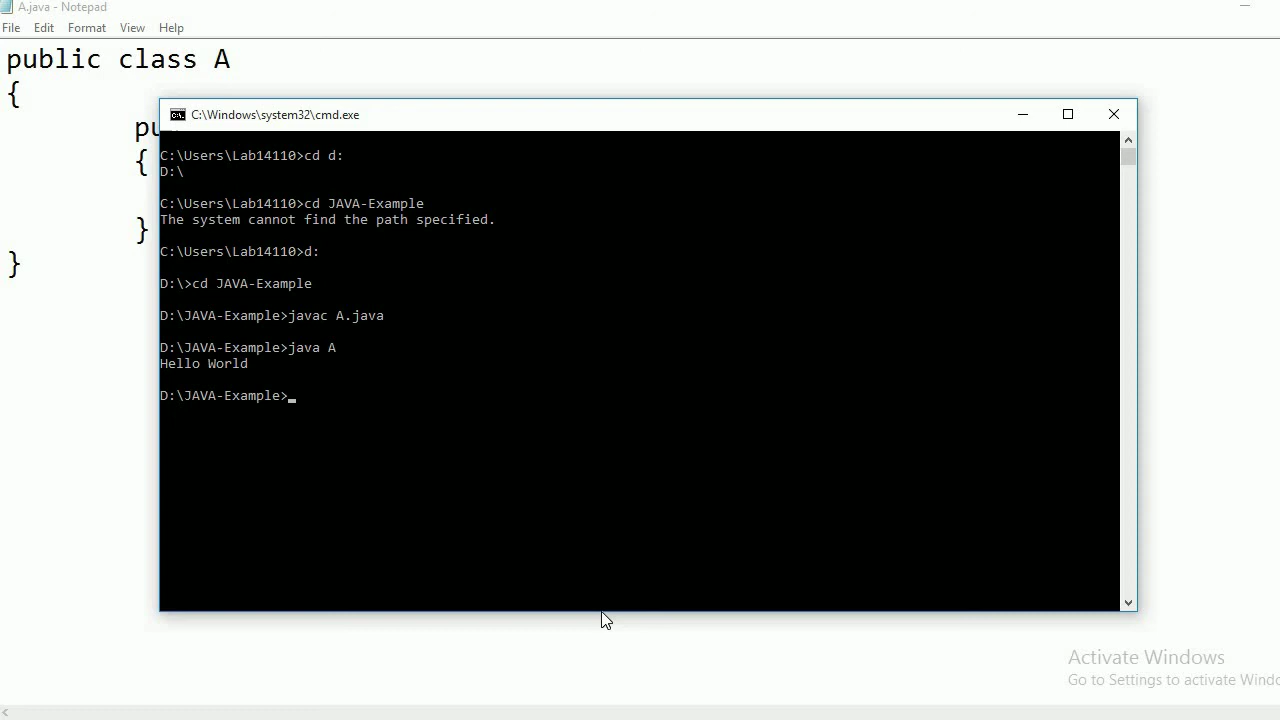 A.java - Notepad
File Edit Format View Help
public class A
{
pu
{
}
}
C:\Windows\system32\cmd.exe
C:\Users\Lab14110>cd d:
D:\
C:\Users\Lab14110>cd JAVA-Example
The system cannot find the path specified.
C:\Users\Lab14110>d:
D:\>cd JAVA-Example
D:\JAVA-Example>javac A.java
D:\JAVA-Example>java A
Hello World
D:\JAVA-Example>_
Activate Windows
Go to Settings to activate Windo